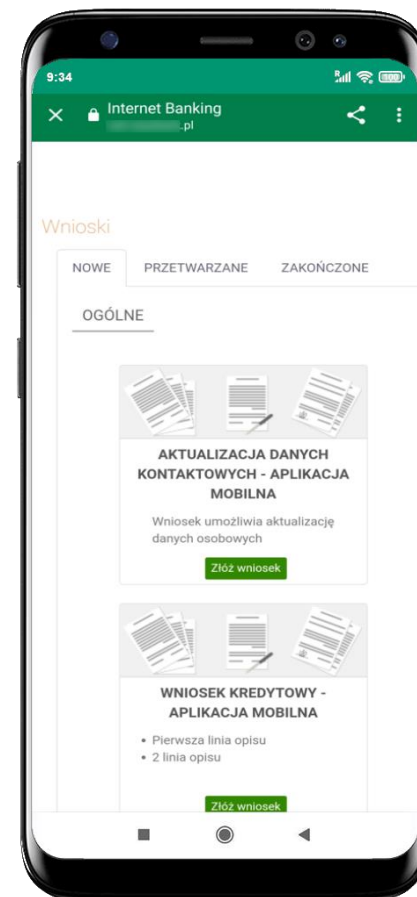 9:34
R
100
Internet Banking
.pl
Wnioski
NOWE PRZETWARZANE ZAKOŃCZONE
OGÓLNE
AKTUALIZACJA DANYCH
KONTAKTOWYCH - APLIKACJA
MOBILNA
Wniosek umożliwia aktualizację
danych osobowych
Złóż wniosek
WNIOSEK KREDYTOWY -
APLIKACJA MOBILNA
• Pierwsza linia opisu
• 2 linia opisu
Złóż wniosek